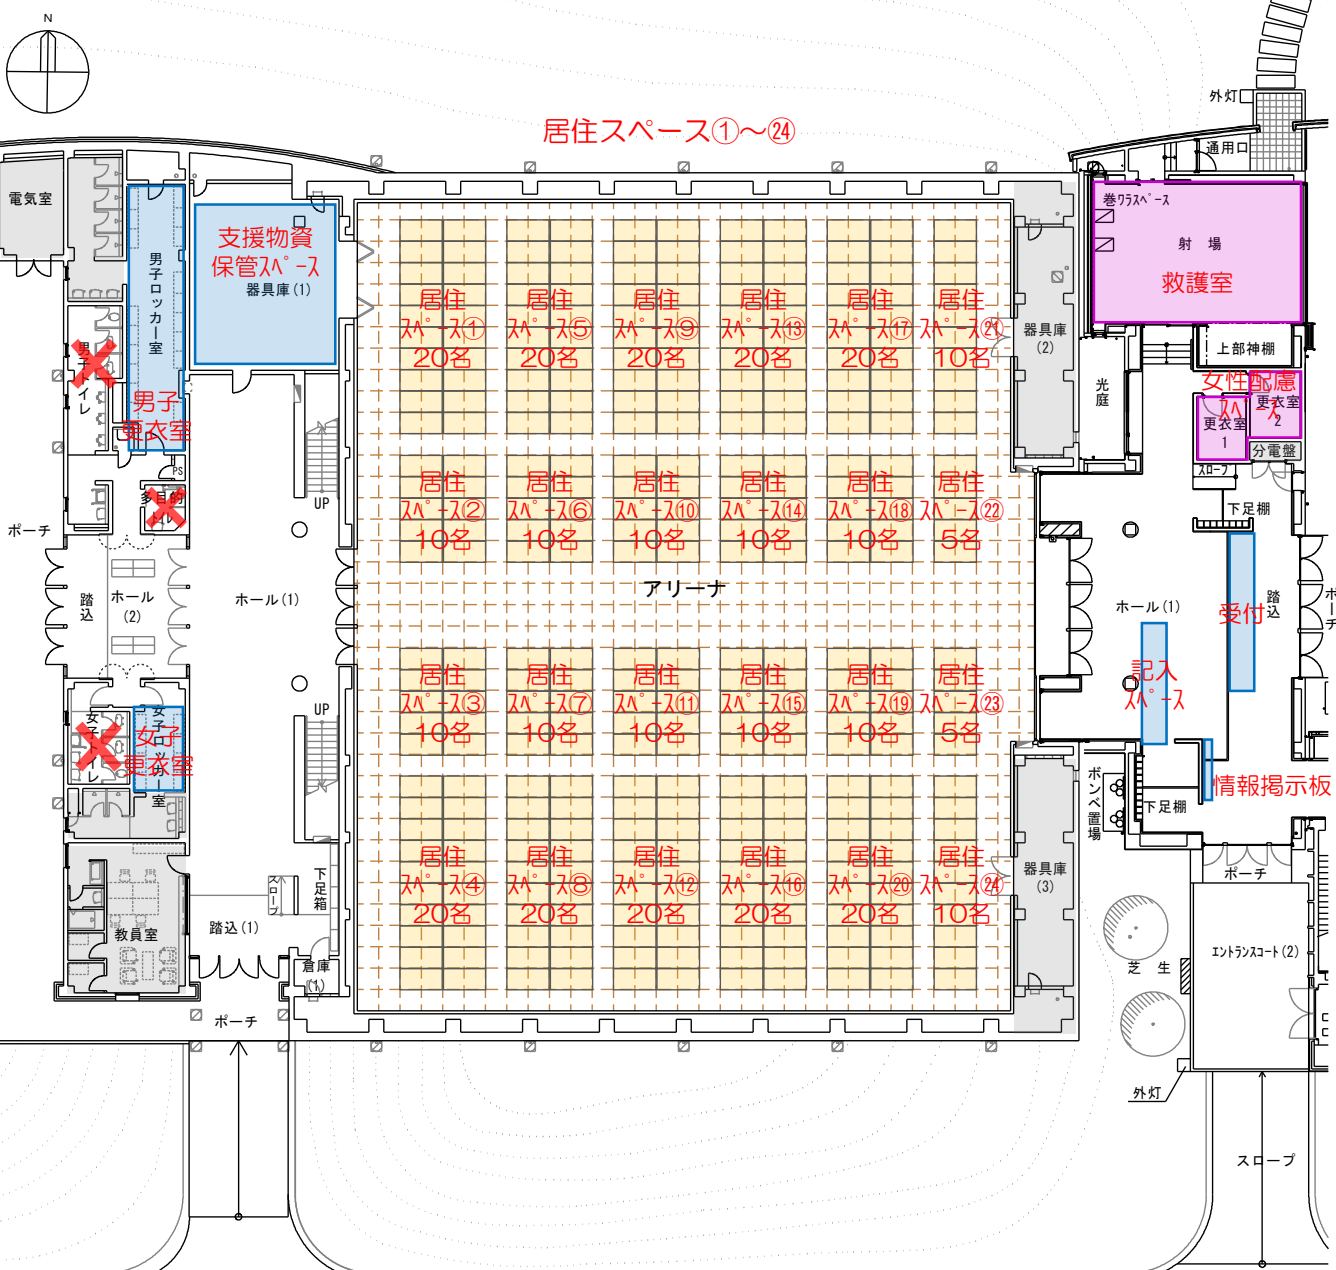 N
居住スペース①～㉔
外灯
通用口
電気室
巻ワラスペース
射場
救護室
支援物資
保管スペース
器具庫(1)
男子ロッカー室
男子トイレ
男子
更衣室
居住
スペース①
20名
居住
スペース⑤
20名
居住
スペース⑨
20名
居住
スペース⑬
20名
居住
スペース⑰
20名
居住
スペース㉑
10名
器具庫
(2)
上部神棚
光庭
女性配慮
スペース
更衣室
1
更衣室
2
分電盤
スロープ
下足棚
PS
多目的
トイレ
UP
ポーチ
居住
スペース②
10名
居住
スペース⑥
10名
居住
スペース⑩
10名
居住
スペース⑭
10名
居住
スペース⑱
10名
居住
スペース㉒
5名
アリーナ
踏込
ホール
(2)
ホール(1)
ホール(1)
受付
踏込
ポーチ
記入
スペース
UP
居住
スペース③
10名
居住
スペース⑦
10名
居住
スペース⑪
10名
居住
スペース⑮
10名
居住
スペース⑲
10名
居住
スペース㉓
5名
女子トイレ
女子ロッカー室
女子
更衣室
情報掲示板
ボンベ置場
下足棚
居住
スペース④
20名
居住
スペース⑧
20名
居住
スペース⑫
20名
居住
スペース⑯
20名
居住
スペース⑳
20名
居住
スペース㉔
10名
器具庫
(3)
ポーチ
スロープ
下足箱
教員室
踏込(1)
倉庫
(1)
ポーチ
芝生
エントランスコート(2)
外灯
スロープ